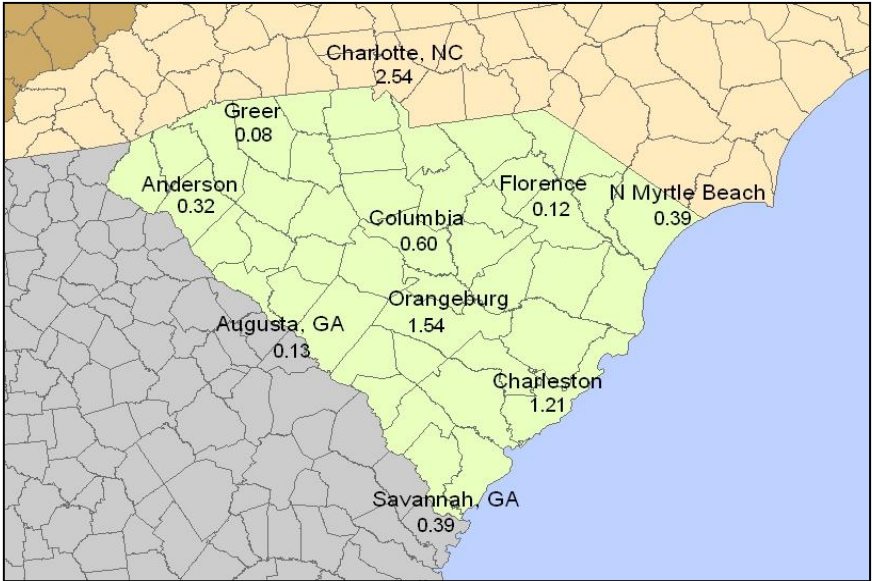 Charlotte, NC
2.54
Greer
0.08
Anderson
0.32
Florence
0.12
N Myrtle Beach
0.39
Columbia
0.60
Orangeburg
1.54
Augusta, GA
0.13
Charleston
1.21
Savannah, GA
0.39